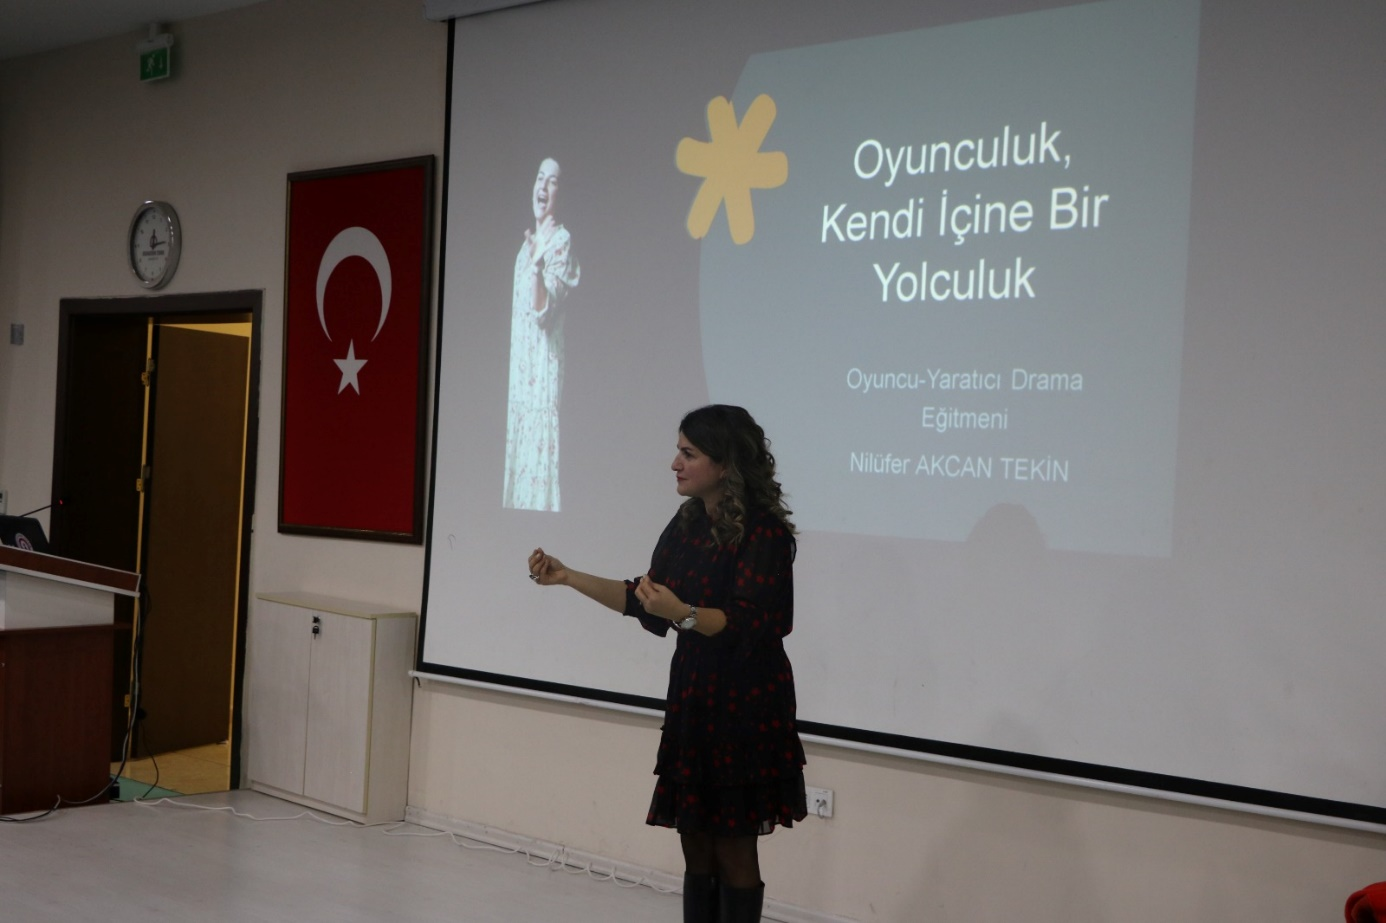 Oyunculuk,
Kendi İçine Bir
Yolculuk
Oyuncu-Yaratıcı Drama
Eğitmeni
Nilüfer AKCAN TEKİN